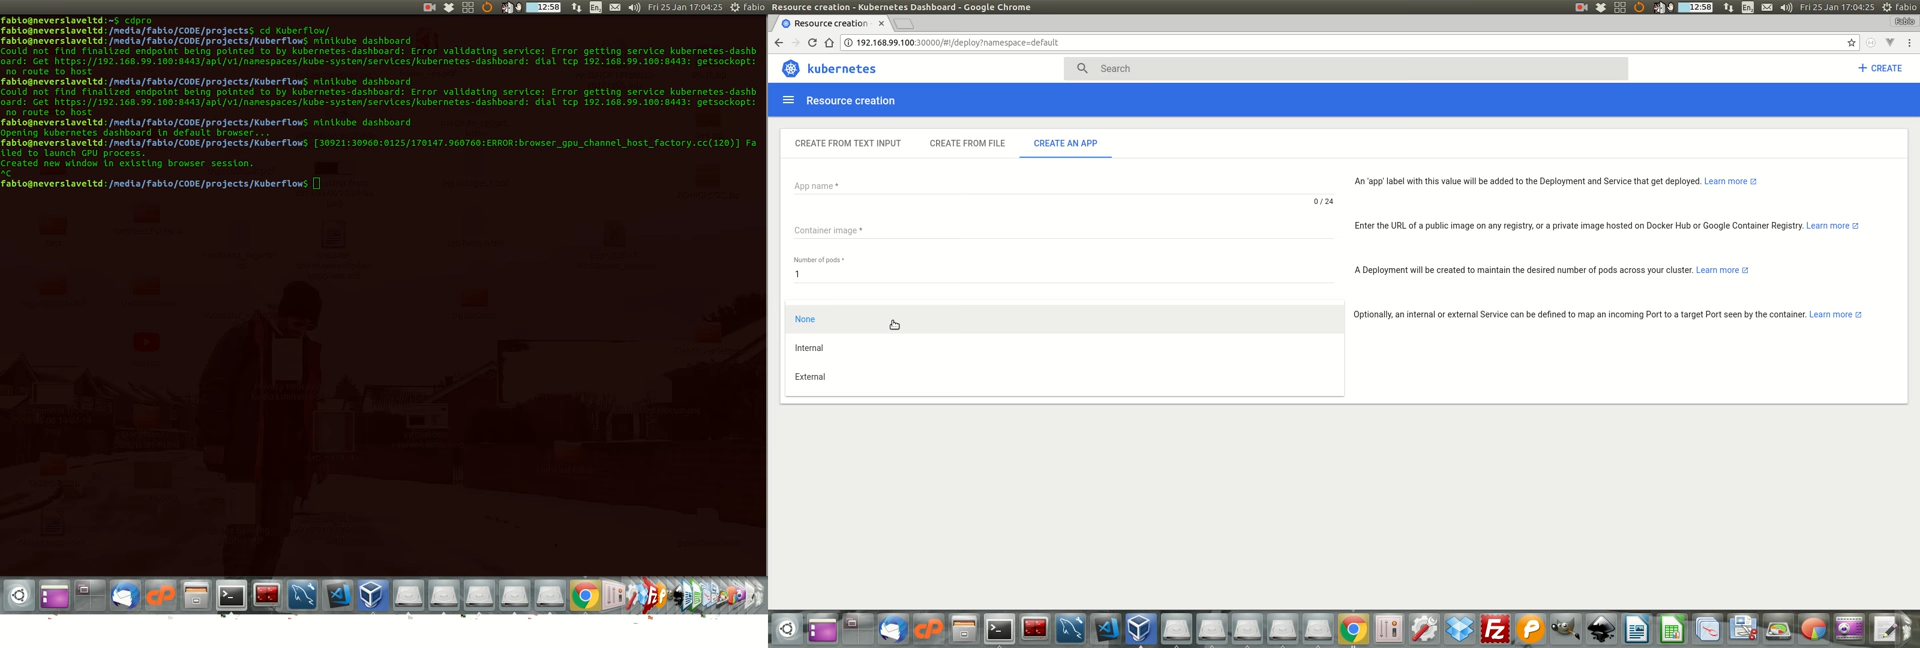 12:58 En Fri 25 Jan 17:04:25 fabio
fabio@neverslaveltd:~$ cdpro
fabio@neverslaveltd:/media/fabio/CODE/projects$ cd Kuberflow/
fabio@neverslaveltd:/media/fabio/CODE/projects/Kuberflow$ minikube dashboard
Could not find finalized endpoint being pointed to by kubernetes-dashboard: Error validating service: Error getting service kubernetes-dashb
oard: Get https://192.168.99.100:8443/api/v1/namespaces/kube-system/services/kubernetes-dashboard: dial tcp 192.168.99.100:8443: getsockopt:
 no route to host
fabio@neverslaveltd:/media/fabio/CODE/projects/Kuberflow$ minikube dashboard
Could not find finalized endpoint being pointed to by kubernetes-dashboard: Error validating service: Error getting service kubernetes-dashb
oard: Get https://192.168.99.100:8443/api/v1/namespaces/kube-system/services/kubernetes-dashboard: dial tcp 192.168.99.100:8443: getsockopt:
 no route to host
fabio@neverslaveltd:/media/fabio/CODE/projects/Kuberflow$ minikube dashboard
Opening kubernetes dashboard in default browser...
fabio@neverslaveltd:/media/fabio/CODE/projects/Kuberflow$ [30921:30960:0125/170147.960760:ERROR:browser_gpu_channel_host_factory.cc(120)] Fa
iled to launch GPU process.
Created new window in existing browser session.
^C
fabio@neverslaveltd:/media/fabio/CODE/projects/Kuberflow$
Resource creation - Kubernetes Dashboard - Google Chrome 12:58 En Fri 25 Jan 17:04:25 fabio
Resource creation Fabio
192.168.99.100:30000/#!/deploy?namespace=default
kubernetes Search + CREATE
Resource creation
CREATE FROM TEXT INPUT CREATE FROM FILE CREATE AN APP
App name * An 'app' label with this value will be added to the Deployment and Service that get deployed. Learn more
0 / 24
Container image * Enter the URL of a public image on any registry, or a private image hosted on Docker Hub or Google Container Registry. Learn more
Number of pods *
1 A Deployment will be created to maintain the desired number of pods across your cluster. Learn more
None Optionally, an internal or external Service can be defined to map an incoming Port to a target Port seen by the container. Learn more
Internal
External